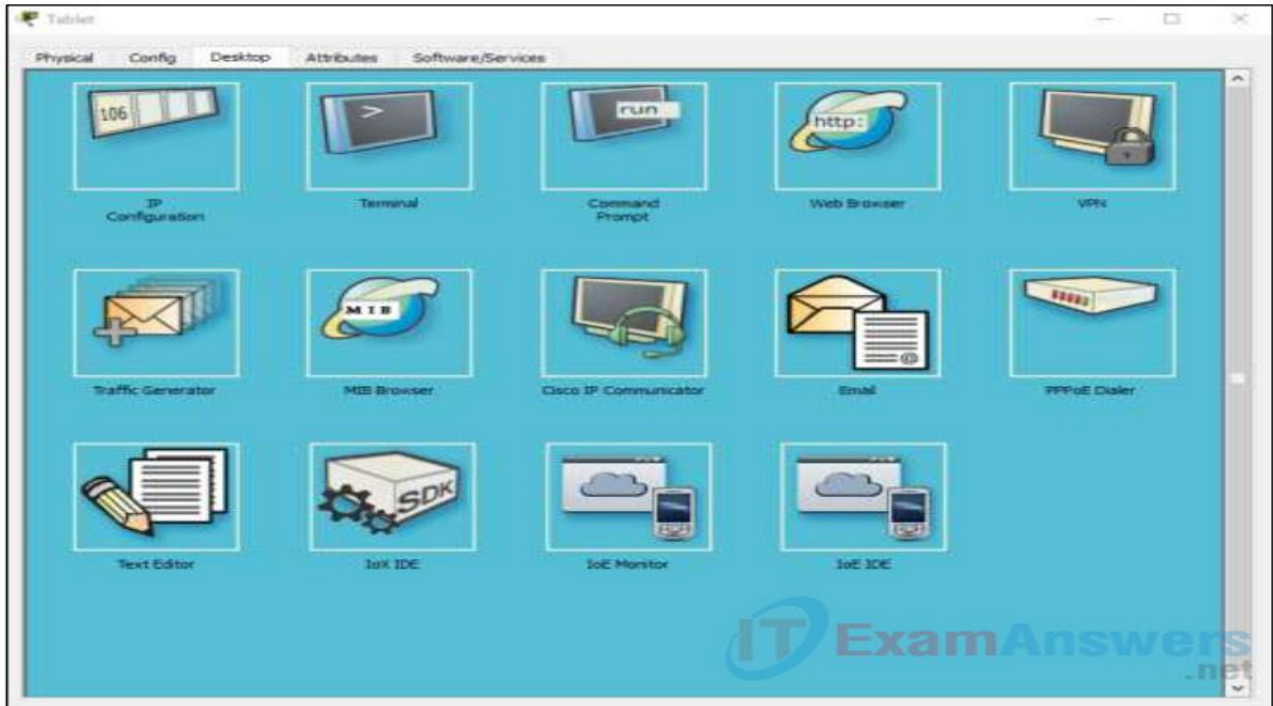 Tablet
Physical Config Desktop Attributes Software/Services
106
>
run
http:
IP
Configuration
Terminal
Command
Prompt
Web Browser
VPN
MIB
@
Traffic Generator
MIB Browser
Cisco IP Communicator
Email
PPPoE Dialer
SDK
Text Editor
IoX IDE
IoE Monitor
IoE IDE
ITExamAnswers
.net